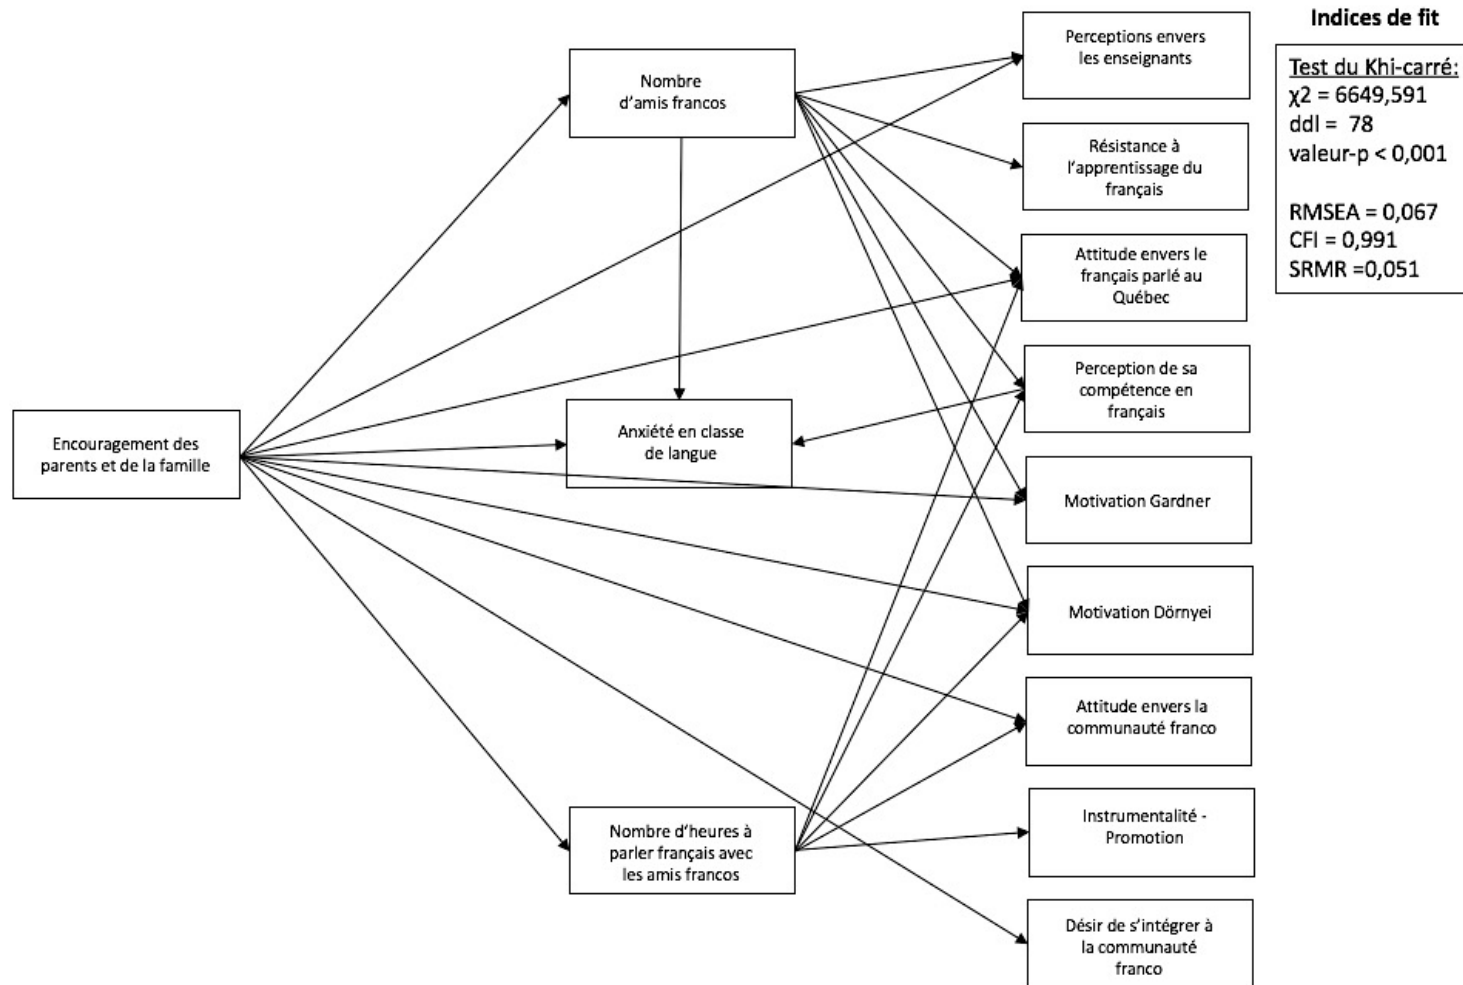 Indices de fit
Test du Khi-carré:
χ2 = 6649,591
ddl = 78
valeur-p < 0,001
RMSEA = 0,067
CFI = 0,991
SRMR =0,051
Encouragement des
parents et de la famille
Nombre
d'amis francos
Anxiété en classe
de langue
Nombre d'heures à
parler français avec
les amis francos
Perceptions envers
les enseignants
Résistance à
l'apprentissage du
français
Attitude envers le
français parlé au
Québec
Perception de sa
compétence en
français
Motivation Gardner
Motivation Dörnyei
Attitude envers la
communauté franco
Instrumentalité -
Promotion
Désir de s'intégrer à
la communauté
franco